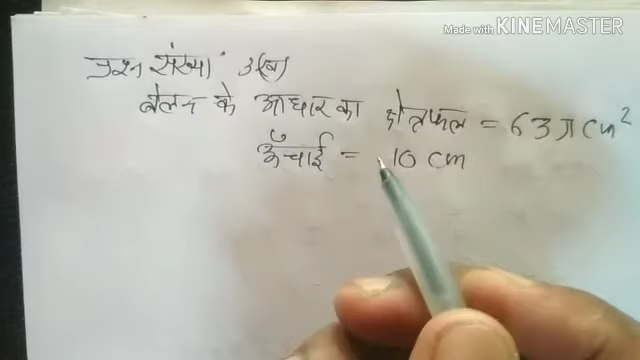 Made with KINEMASTER
प्रश्न संख्या 3(ब)
बेलन के आधार का क्षेत्रफल = 63π cm²
ऊँचाई = 10 cm